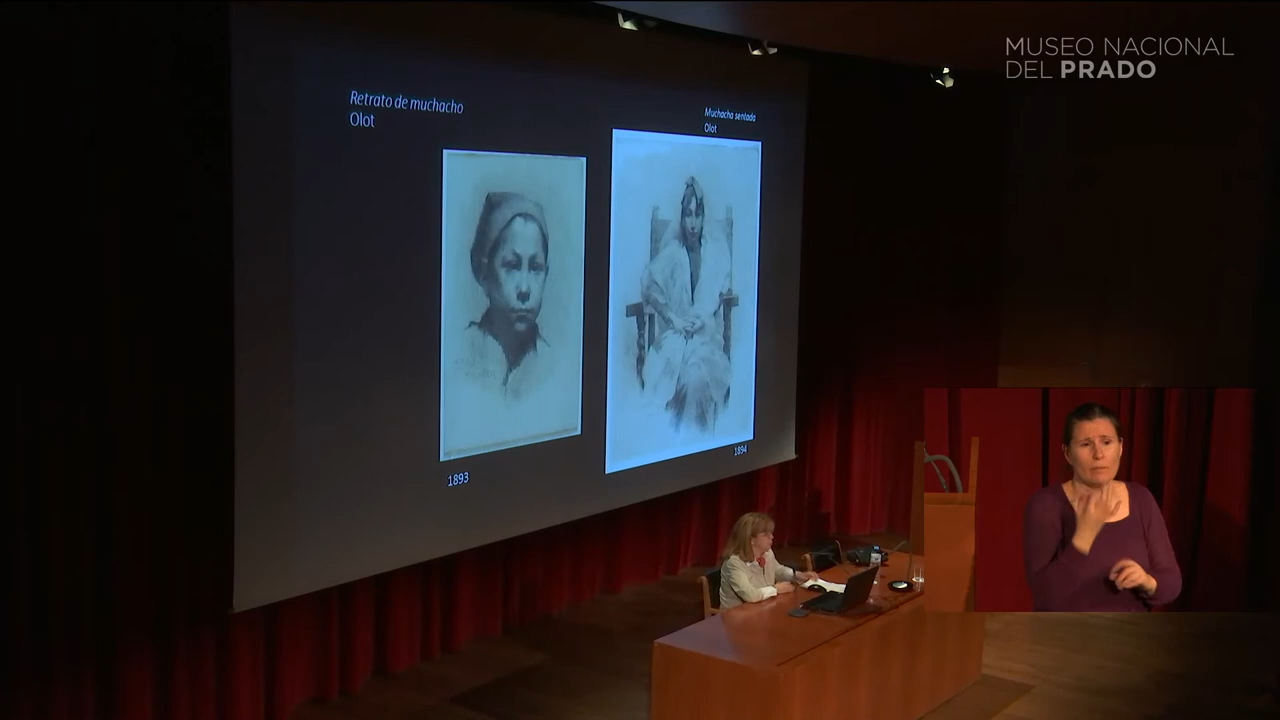 MUSEO NACIONAL
DEL PRADO
Retrato de muchacho
Olot
Muchacha sentada
Olot
1893
1894